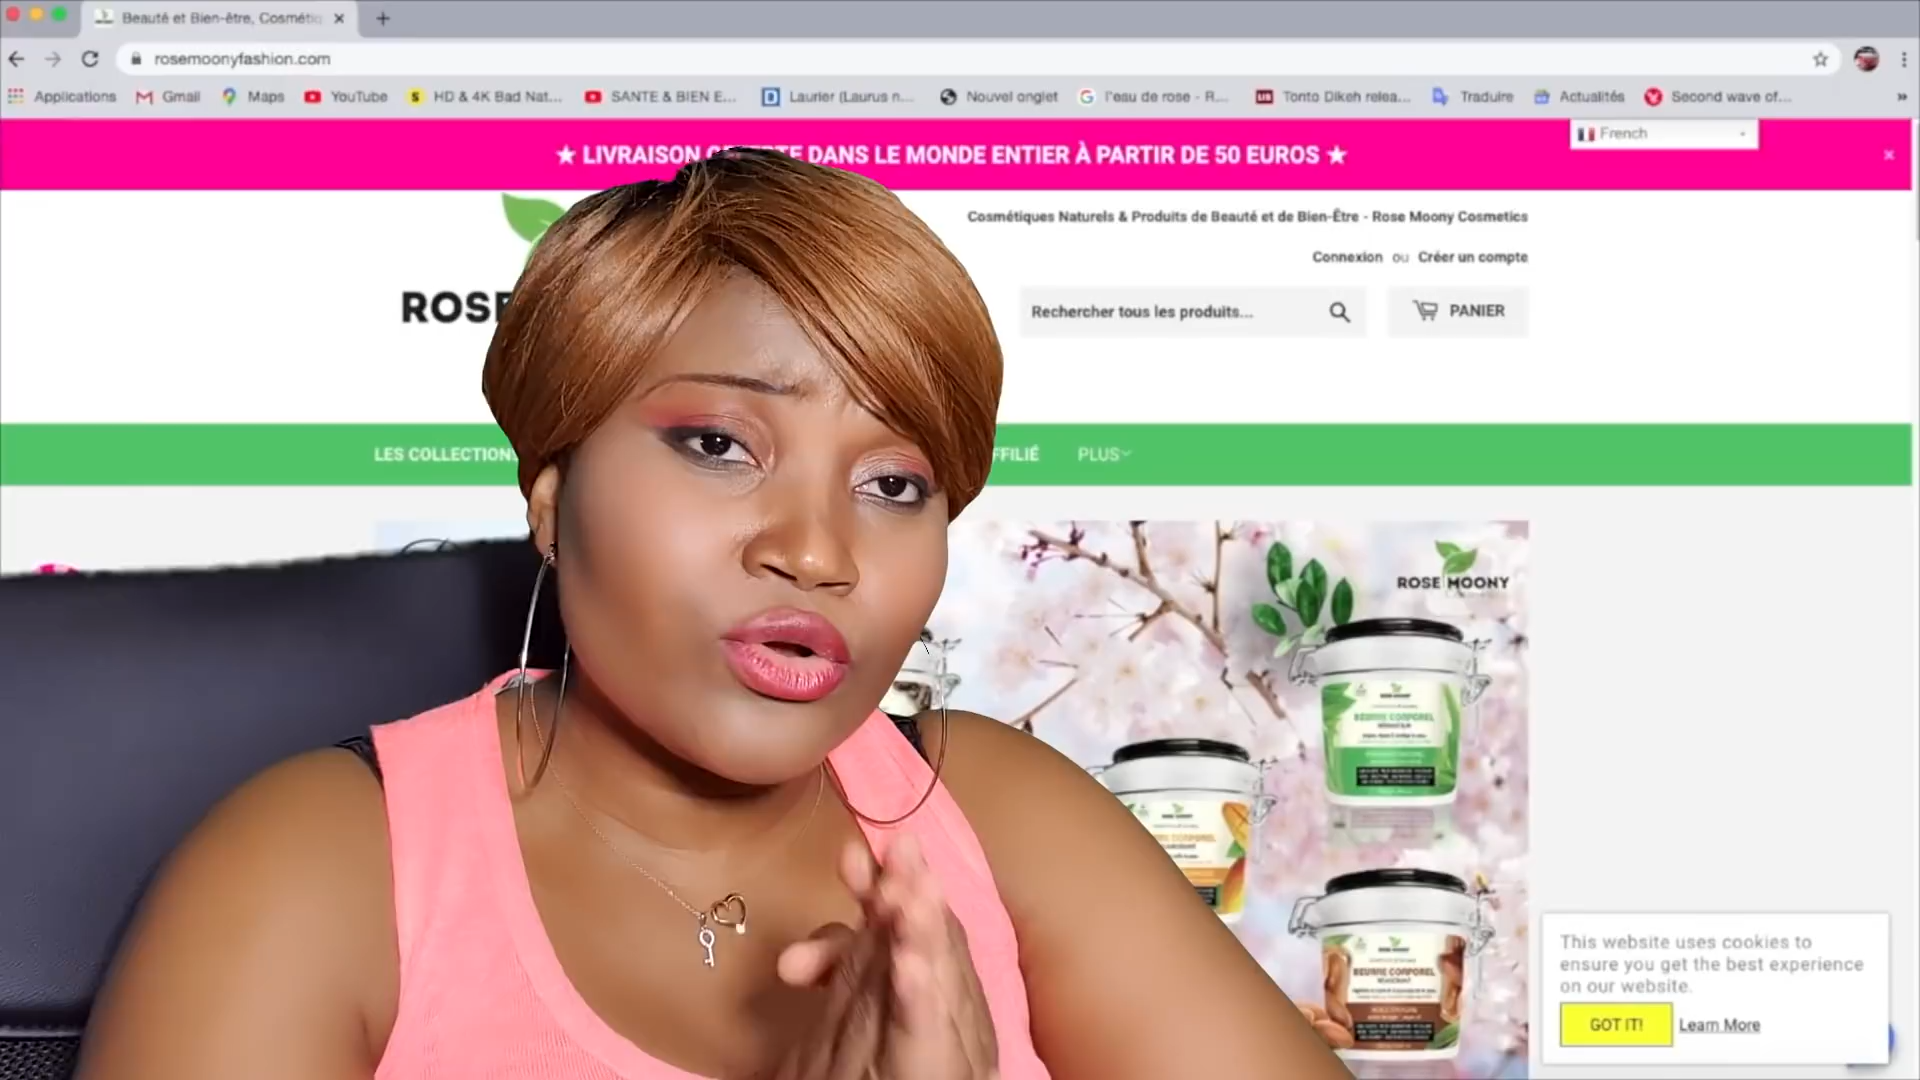 Beauté et Bien-être, Cosmétiq
rosemoonyfashion.com
Applications Gmail Maps YouTube HD & 4K Bad Nat... SANTE & BIEN E... Laurier (Laurus n... Nouvel onglet l'eau de rose - R... Tonto Dikeh relea... Traduire Actualités Second wave of... »
French
★ LIVRAISON DANS LE MONDE ENTIER À PARTIR DE 50 EUROS ★
Cosmétiques Naturels & Produits de Beauté et de Bien-Être - Rose Moony Cosmetics
Connexion ou Créer un compte
ROSE
Rechercher tous les produits...
PANIER
LES COLLECTION FFILIÉ PLUS
ROSE MOONY
BEURRE CORPOREL
BEURRE CORPOREL
This website uses cookies to
ensure you get the best experience
on our website.
GOT IT! Learn More